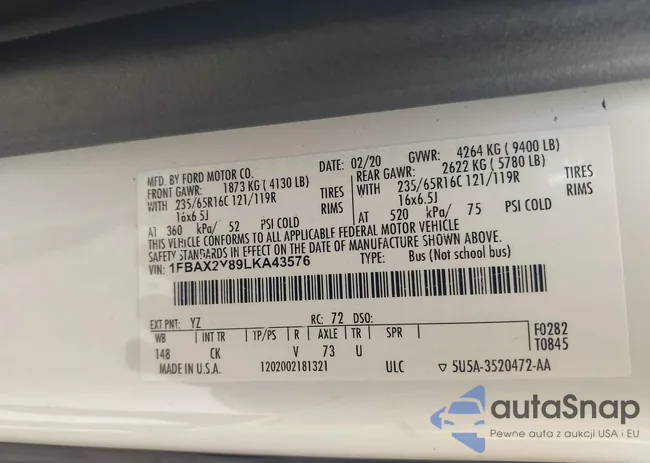 MFD. BY FORD MOTOR CO.
DATE: 02/20 GVWR: 4264 KG ( 9400 LB)
FRONT GAWR: 1873 KG ( 4130 LB) REAR GAWR: 2622 KG ( 5780 LB)
WITH 235/65R16C 121/119R TIRES WITH 235/65R16C 121/119R TIRES
16x6.5J RIMS 16x6.5J RIMS
AT 360 kPa/ 52 PSI COLD AT 520 kPa/ 75 PSI COLD
THIS VEHICLE CONFORMS TO ALL APPLICABLE FEDERAL MOTOR VEHICLE
SAFETY STANDARDS IN EFFECT ON THE DATE OF MANUFACTURE SHOWN ABOVE.
VIN: 1FBAX2Y89LKA43576 TYPE: Bus (Not school bus)
EXT PNT: YZ RC: 72 DSO:
WB INT TR TP/PS R AXLE TR SPR F0282
148 CK V 73 U T0845
MADE IN U.S.A. 1202002181321 ULC ▽ 5U5A-3520472-AA
autoSnap
Pewne auta z aukcji USA i EU